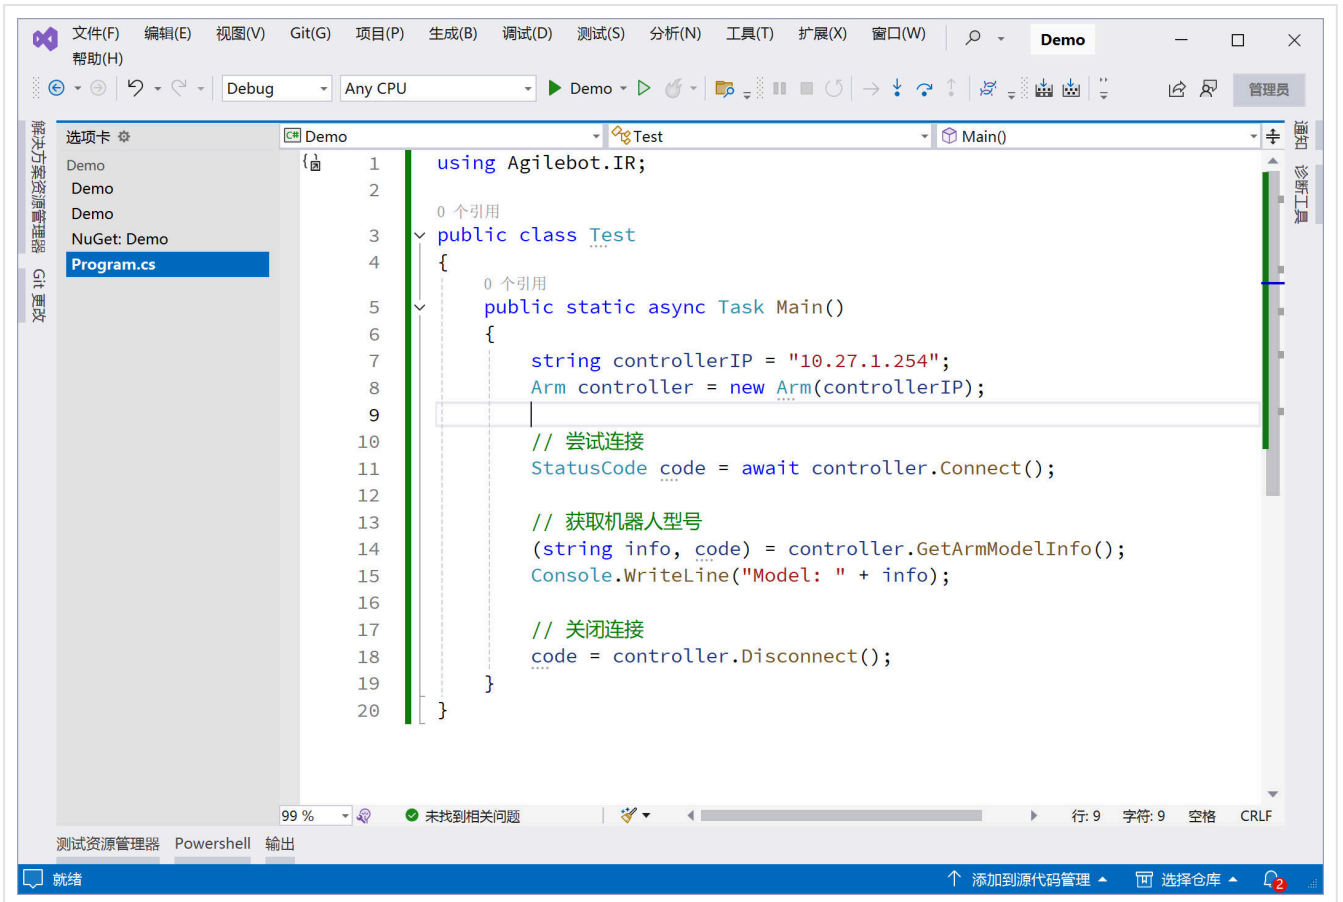 文件(F) 编辑(E) 视图(V) Git(G) 项目(P) 生成(B) 调试(D) 测试(S) 分析(N) 工具(T) 扩展(X) 窗口(W) Demo
帮助(H)
Debug Any CPU Demo 管理员
解决方案资源管理器
Git 更改
选项卡
Demo
Demo
Demo
NuGet: Demo
Program.cs
C# Demo Test Main()
1 using Agilebot.IR;
2
0 个引用
3 public class Test
4 {
0 个引用
5 public static async Task Main()
6 {
7 string controllerIP = "10.27.1.254";
8 Arm controller = new Arm(controllerIP);
9
10 // 尝试连接
11 StatusCode code = await controller.Connect();
12
13 // 获取机器人型号
14 (string info, code) = controller.GetArmModelInfo();
15 Console.WriteLine("Model: " + info);
16
17 // 关闭连接
18 code = controller.Disconnect();
19 }
20 }
通知
诊断工具
99 % 未找到相关问题 行: 9 字符: 9 空格 CRLF
测试资源管理器 Powershell 输出
就绪 添加到源代码管理 选择仓库 2